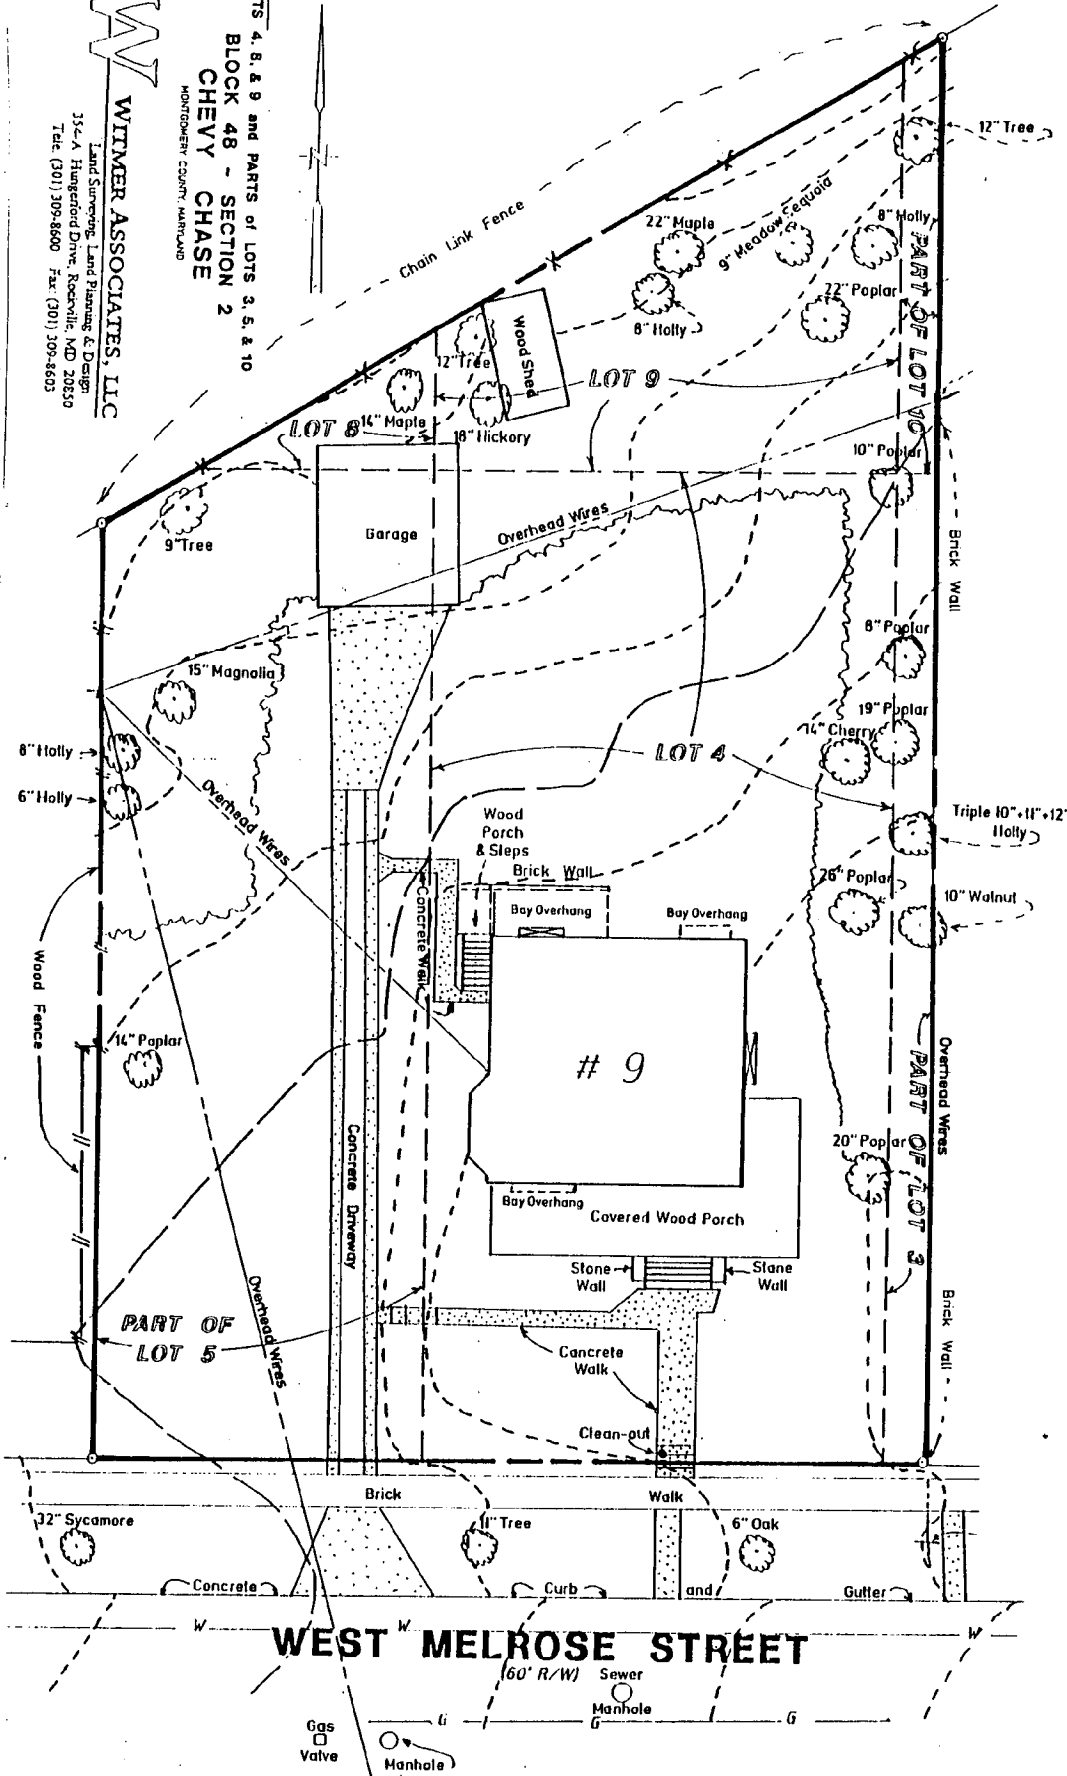 TS 4, 8, & 9 and PARTS of LOTS 3, 5, & 10
BLOCK 48 - SECTION 2
CHEVY CHASE
MONTGOMERY COUNTY, MARYLAND
W
WITMER ASSOCIATES, LLC
Land Surveying, Land Planning & Design
354-A Hungerford Drive, Rockville, MD 20850
Tele. (301) 309-8600 Fax: (301) 309-8603
N
Chain Link Fence
12" Tree
22" Maple
9" Meadow Sequoia
8" Holly
8" Holly
22" Poplar
PART OF LOT 10
Wood Shed
12" Tree
LOT 9
LOT 8
14" Maple
18" Hickory
10" Poplar
Garage
Overhead Wires
9" Tree
Brick Wall
8" Poplar
15" Magnolia
19" Poplar
14" Cherry
8" Holly
LOT 4
6" Holly
Overhead Wires
Wood
Porch
& Steps
Triple 10"+11"+12"
Holly
Brick Wall
26" Poplar
10" Walnut
Bay Overhang
Bay Overhang
Concrete Walk
Wood Fence
14" Poplar
# 9
Overhead Wires
PART OF LOT 3
20" Poplar
Concrete Driveway
Bay Overhang
Covered Wood Porch
Stone
Wall
Stone
Wall
Overhead Wires
Brick Wall
PART OF
LOT 5
Concrete
Walk
Clean-out
Brick Walk
32" Sycamore
11" Tree
6" Oak
Concrete Curb and Gutter
W W W
WEST MELROSE STREET
(60' R/W)
Sewer
Manhole
G G G
Gas
Valve
Manhole